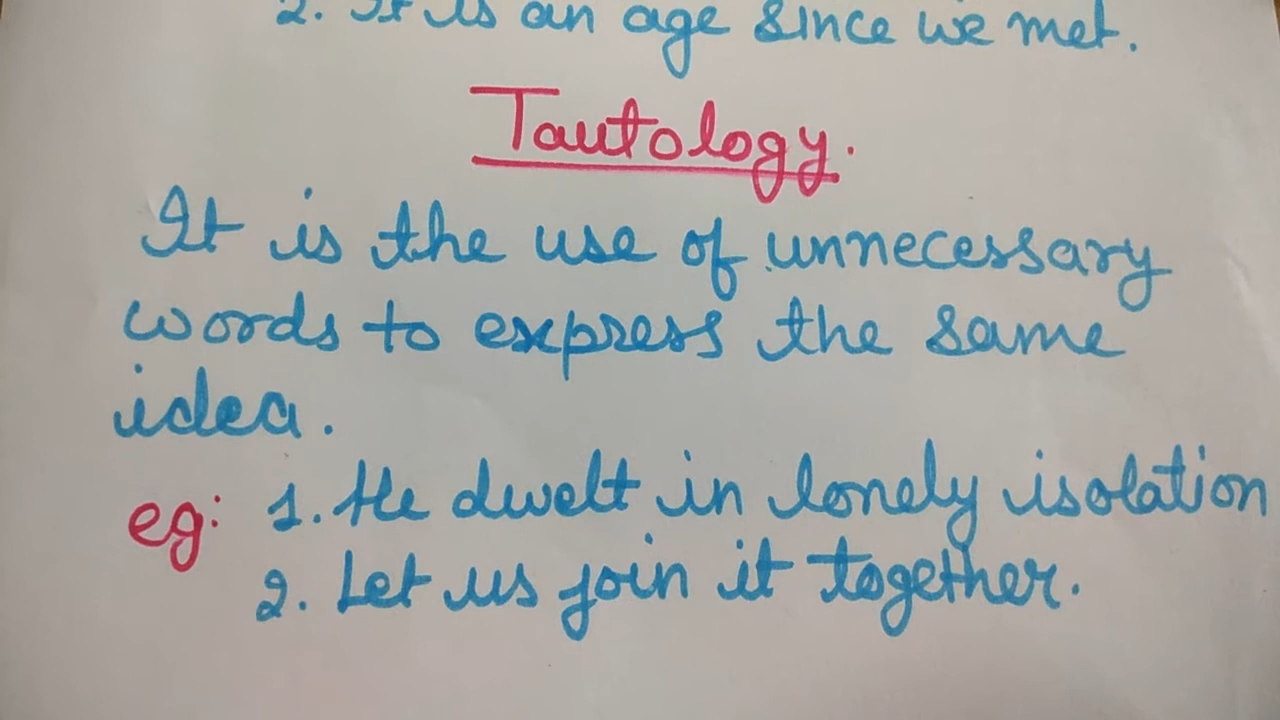 2. It is an age since we met.
Tautology.
It is the use of unnecessary
words to express the same
idea.
eg: 1. He dwelt in lonely isolation
2. Let us join it together.